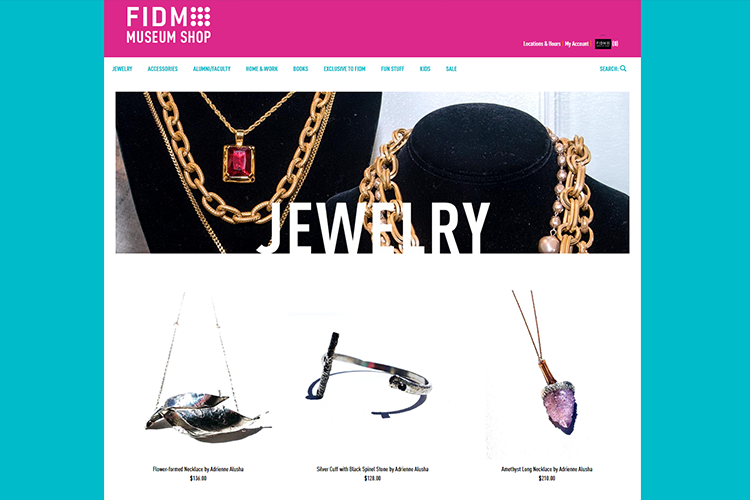 FIDM
MUSEUM SHOP
Locations & Hours | My Account | FIDM (0)
JEWELRY ACCESSORIES ALUMNI/FACULTY HOME & WORK BOOKS EXCLUSIVE TO FIDM FUN STUFF KIDS SALE SEARCH:
JEWELRY
Flower-formed Necklace by Adrienne Alusha
$136.00
Silver Cuff with Black Spinel Stone by Adrienne Alusha
$128.00
Amethyst Long Necklace by Adrienne Alusha
$210.00